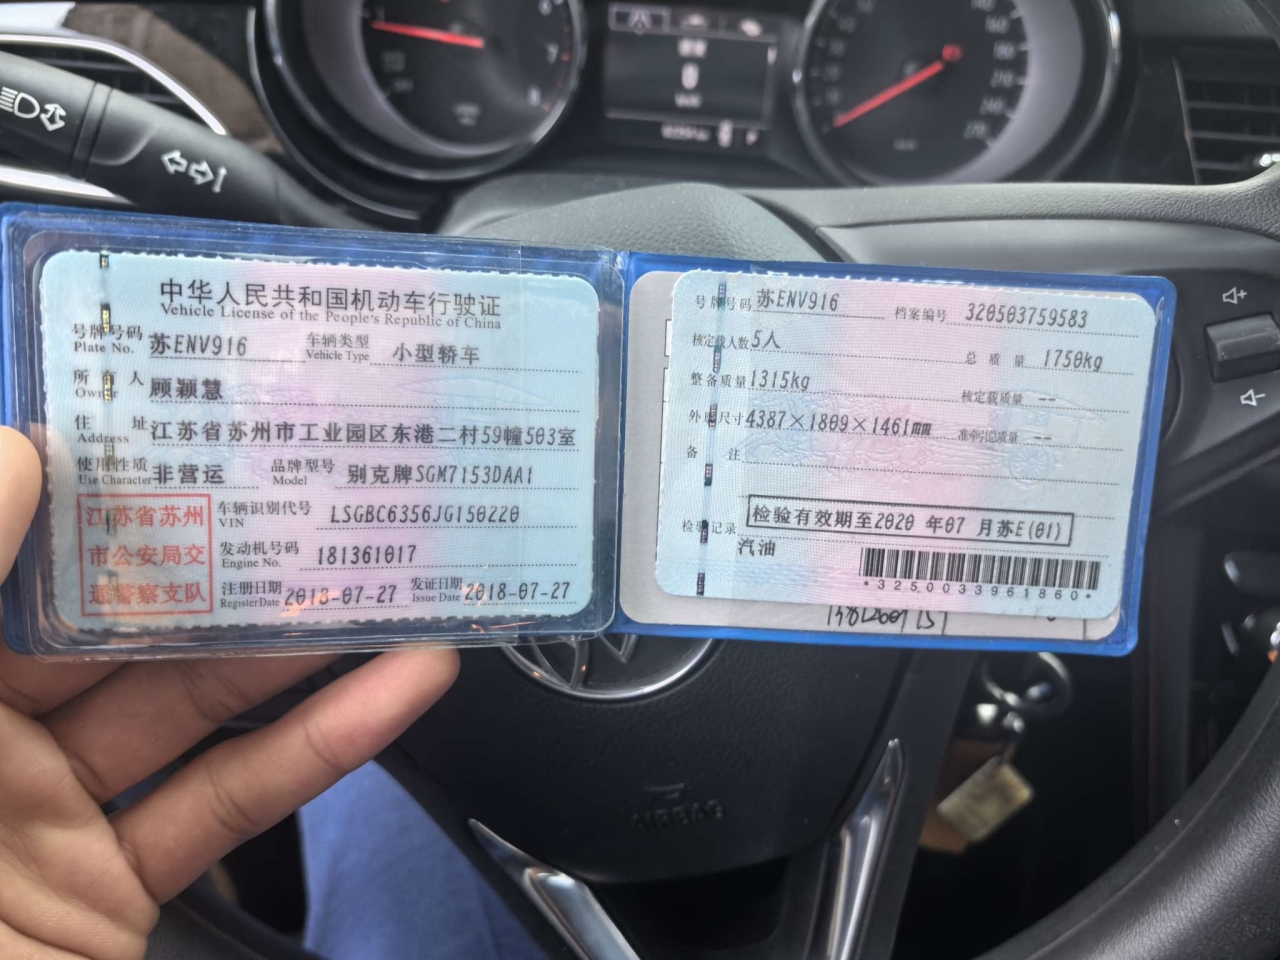 中华人民共和国机动车行驶证
Vehicle License of the People's Republic of China
号牌号码 苏ENV916 车辆类型 小型轿车
Plate No. Vehicle Type
所有人 顾颖慧
Owner
住址 江苏省苏州市工业园区东港二村59幢503室
Address
使用性质 非营运 品牌型号 别克牌SGM7153DAA1
Use Character Model
江苏省苏州
市公安局交
通警察支队
车辆识别代号 LSGBC6356JG150220
VIN
发动机号码 181361017
Engine No.
注册日期 2018-07-27 发证日期 2018-07-27
Register Date Issue Date
号牌号码 苏ENV916 档案编号 320503759583
核定载人数 5人 总质量 1750kg
整备质量 1315kg 核定载质量 --
外廓尺寸 4387×1809×1461mm 准牵引总质量 --
备注
检验记录 检验有效期至2020 年07 月苏E(01)
汽油
*3250033961860*
AIRBAG